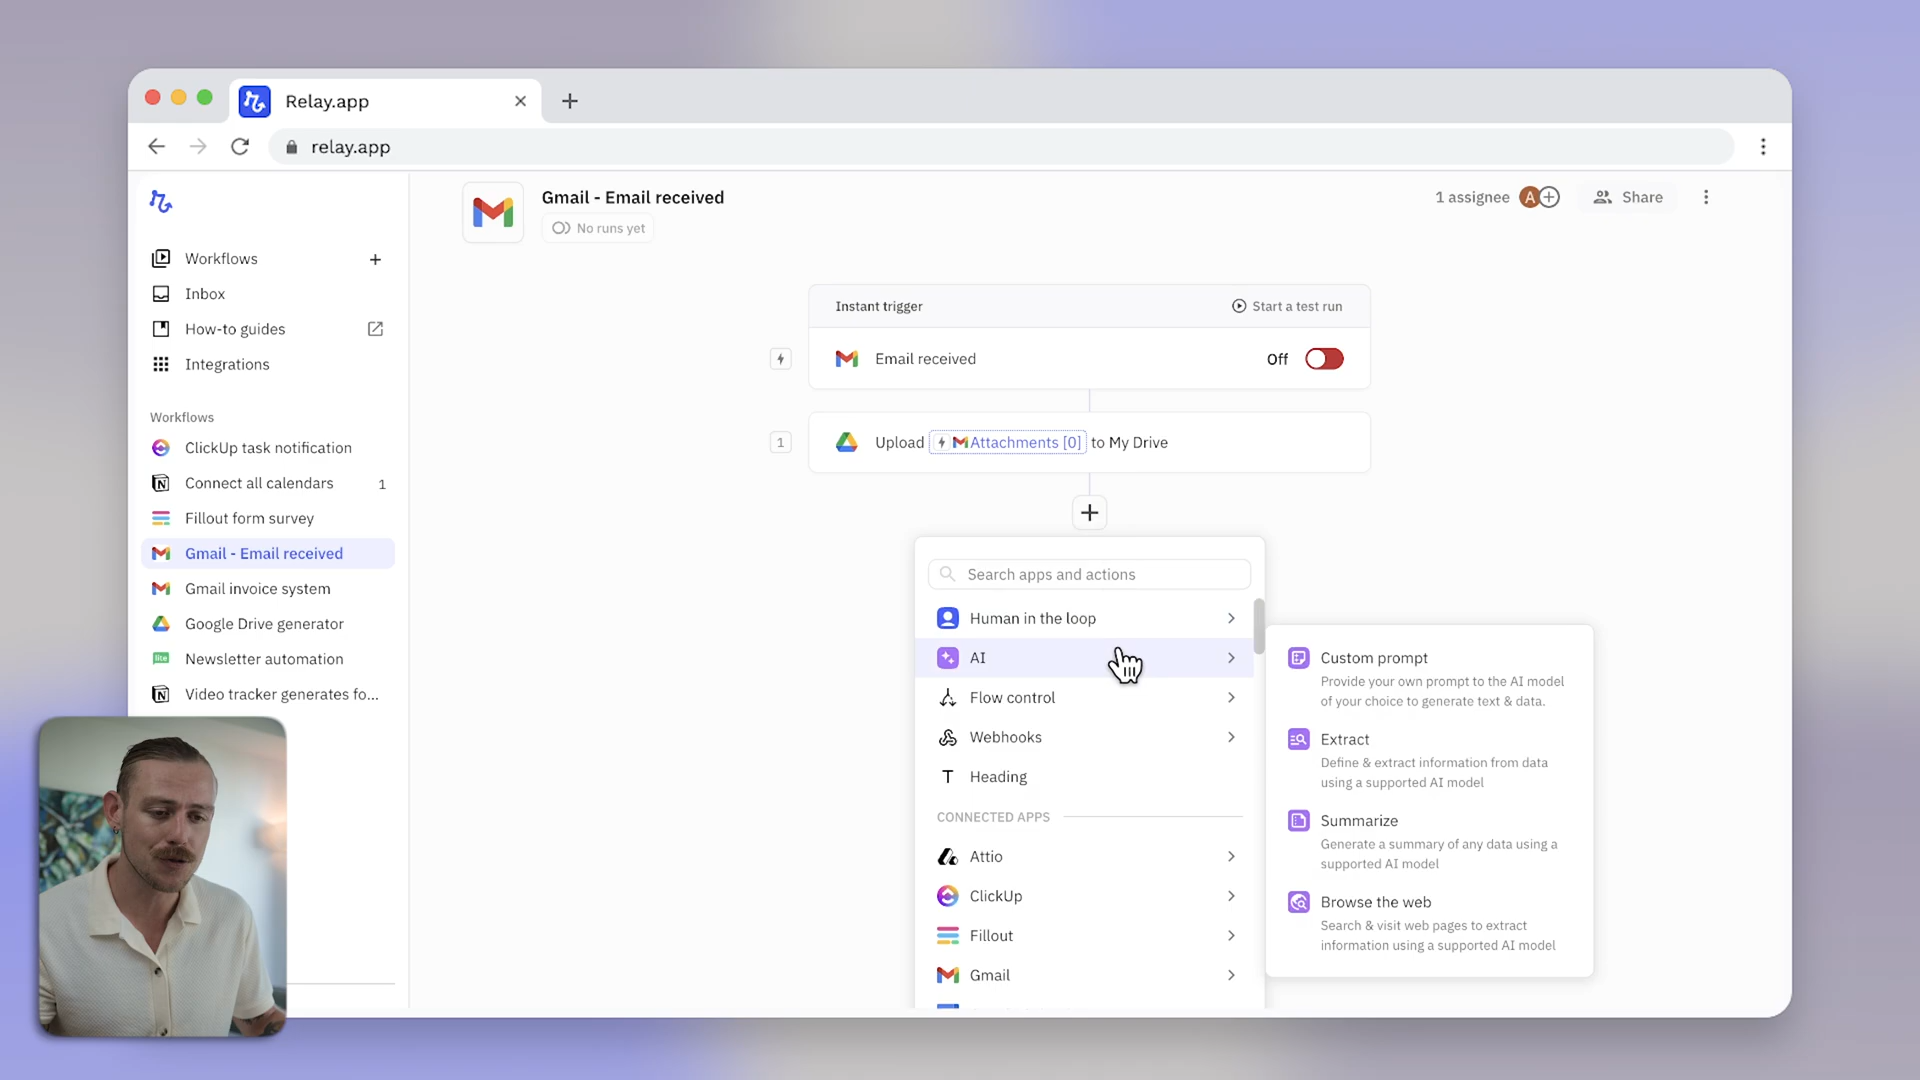 Relay.app
relay.app
Gmail - Email received
No runs yet
1 assignee
A
Share
Workflows
Inbox
How-to guides
Integrations
Workflows
ClickUp task notification
Connect all calendars 1
Fillout form survey
Gmail - Email received
Gmail invoice system
Google Drive generator
lite
Newsletter automation
Video tracker generates fo...
Instant trigger
Start a test run
Email received
Off
1
Upload Attachments [0] to My Drive
Search apps and actions
Human in the loop
AI
Flow control
Webhooks
T Heading
CONNECTED APPS
Attio
ClickUp
Fillout
Gmail
Custom prompt
Provide your own prompt to the AI model
of your choice to generate text & data.
Extract
Define & extract information from data
using a supported AI model
Summarize
Generate a summary of any data using a
supported AI model
Browse the web
Search & visit web pages to extract
information using a supported AI model